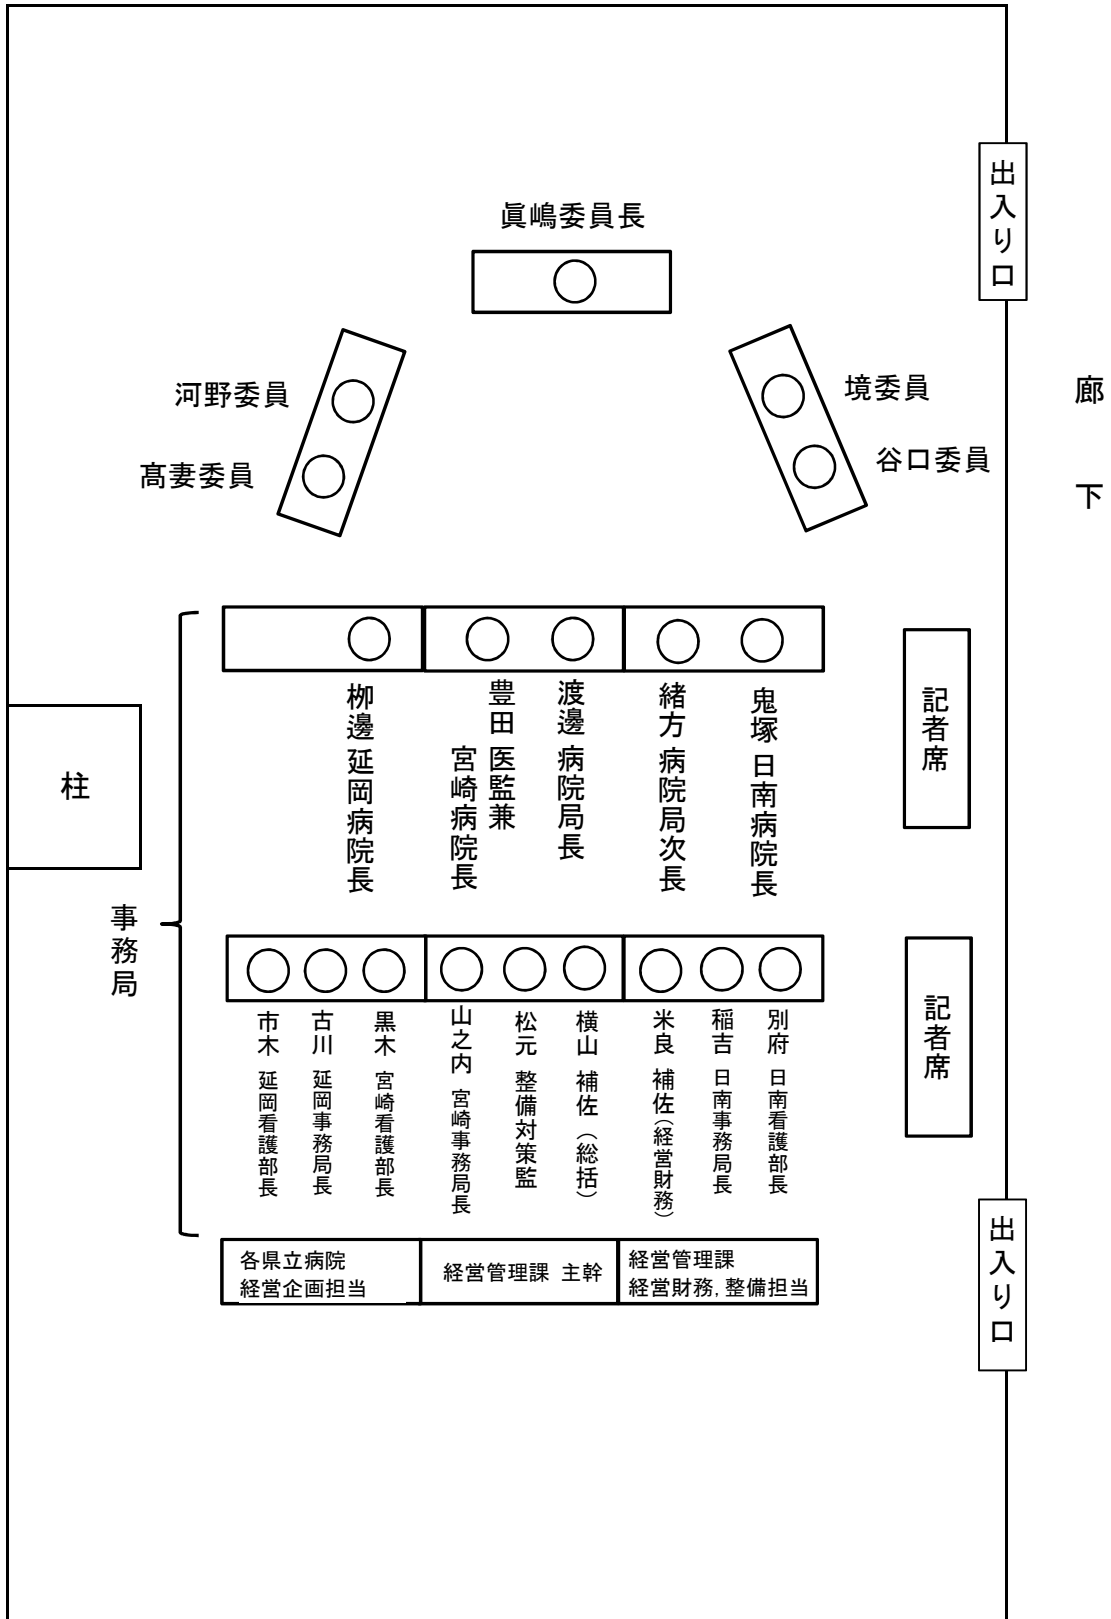 出入り口
眞嶋委員長
河野委員
髙妻委員
境委員
谷口委員
廊下
栁邊 延岡病院長
豊田 医監兼
宮崎病院長
渡邊 病院局長
緒方 病院局次長
鬼塚 日南病院長
記者席
柱
事務局
市木 延岡看護部長
古川 延岡事務局長
黒木 宮崎看護部長
山之内 宮崎事務局長
松元 整備対策監
横山 補佐（総括）
米良 補佐（経営財務）
稲吉 日南事務局長
別府 日南看護部長
記者席
出入り口
各県立病院
経営企画担当
経営管理課 主幹
経営管理課
経営財務，整備担当